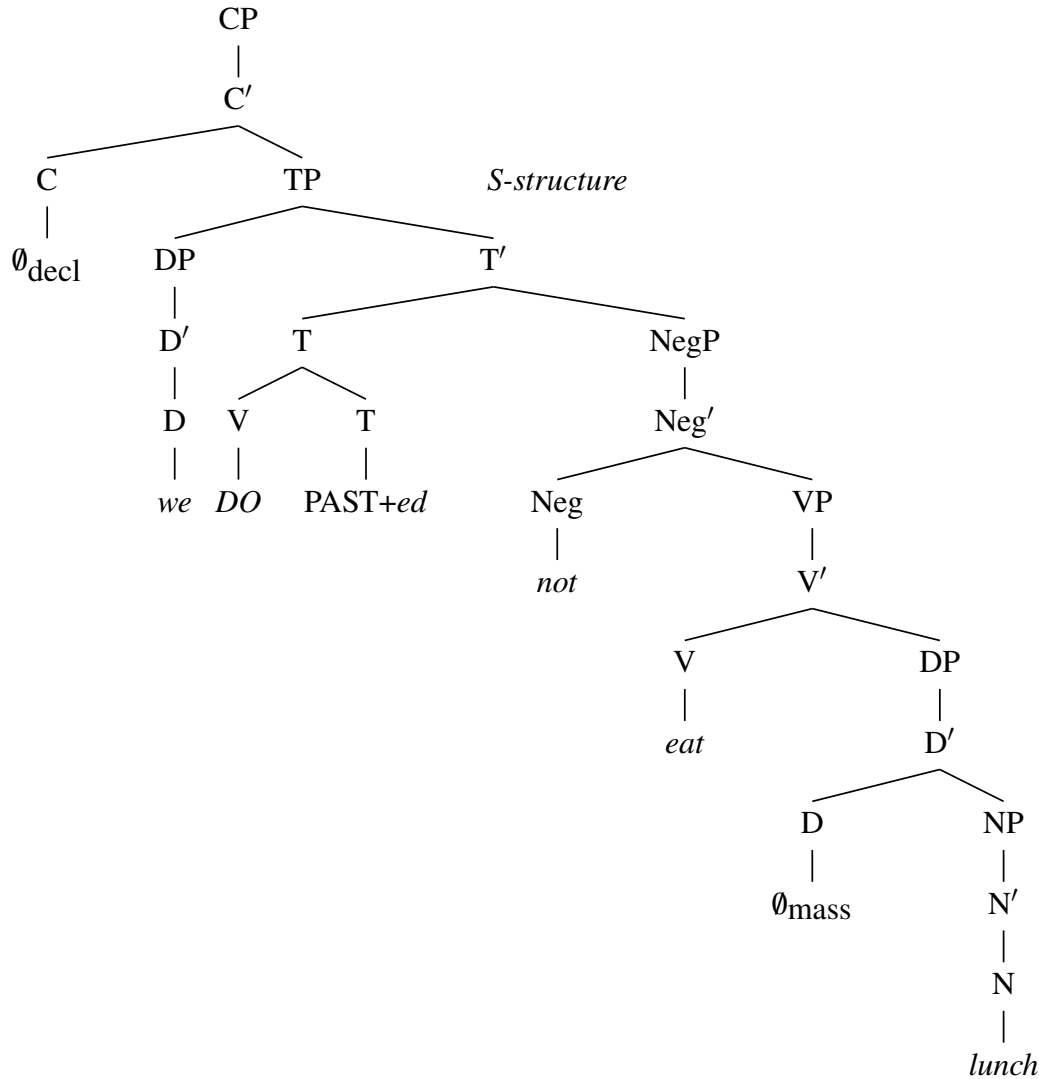 CP
C′
C TP S-structure
∅decl DP T′
D′ T NegP
D V T Neg′
we DO PAST+ed Neg VP
not V′
V DP
eat D′
D NP
∅mass N′
N
lunch